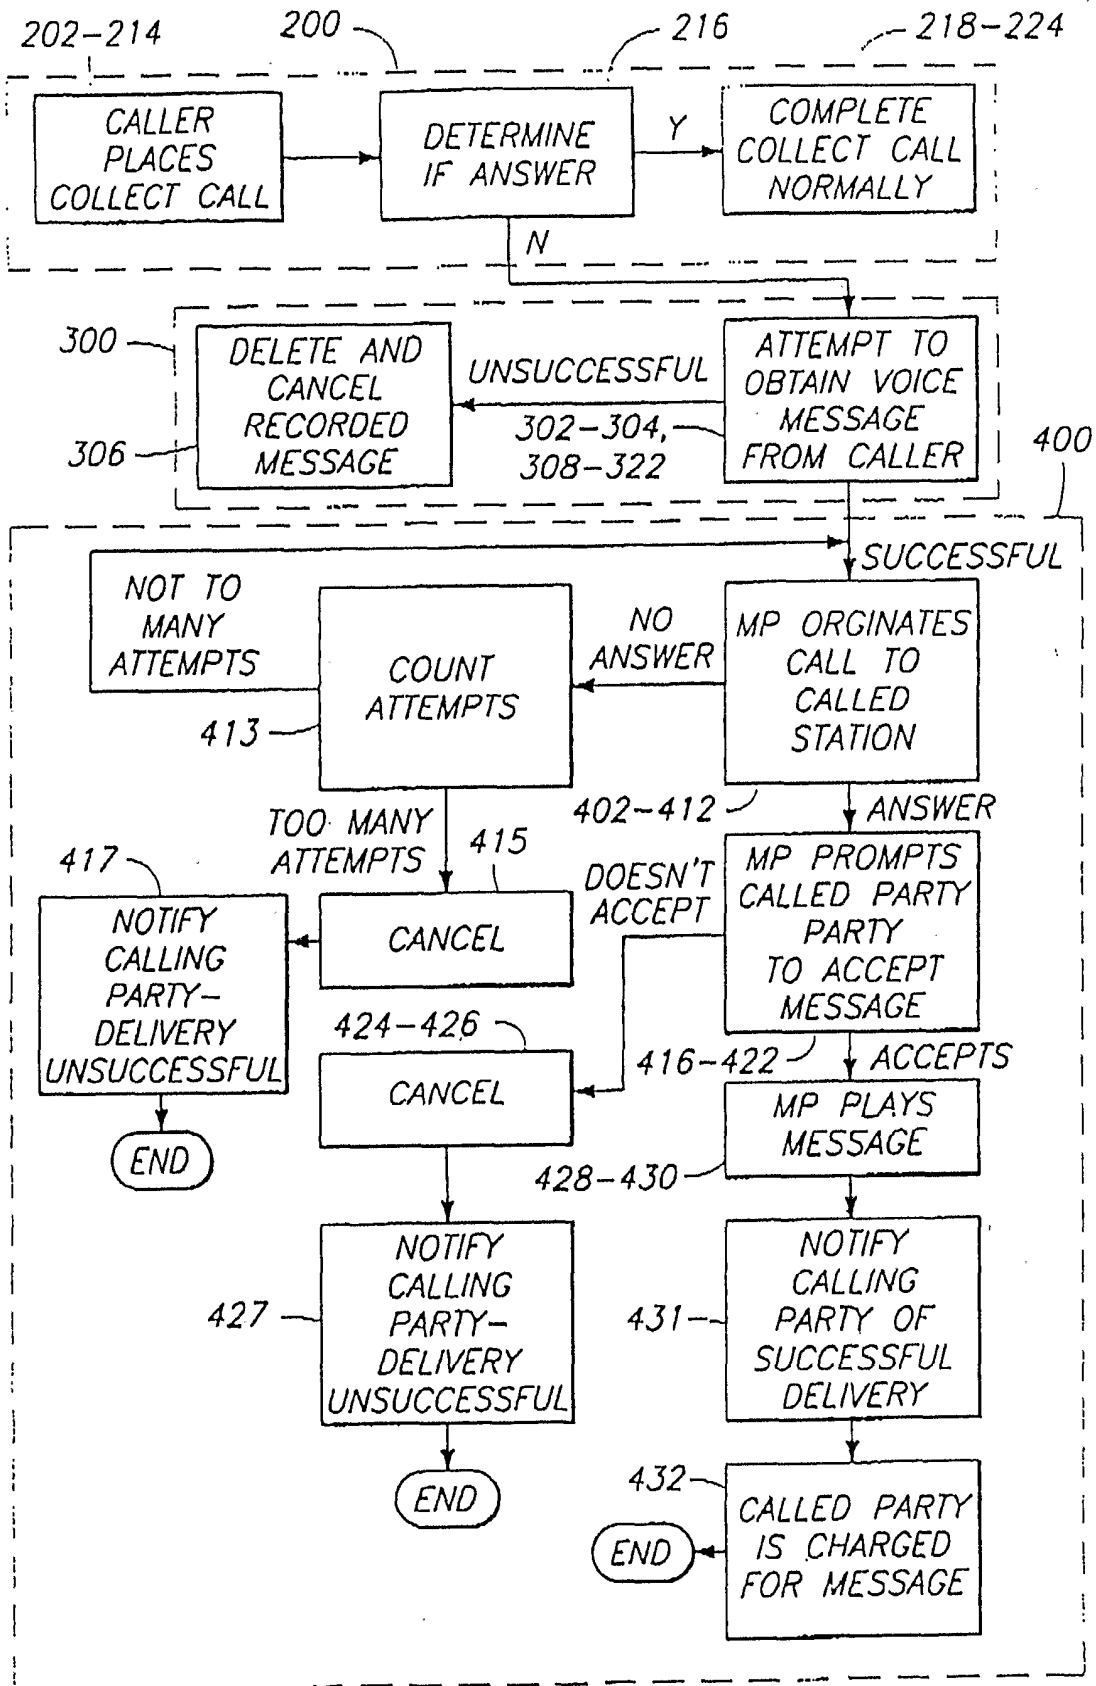 202-214
200
216
218-224
CALLER
PLACES
COLLECT CALL
DETERMINE
IF ANSWER
Y
COMPLETE
COLLECT CALL
NORMALLY
N
300
DELETE AND
CANCEL
RECORDED
MESSAGE
306
UNSUCCESSFUL
302-304,
308-322
ATTEMPT TO
OBTAIN VOICE
MESSAGE
FROM CALLER
400
SUCCESSFUL
NOT TO
MANY
ATTEMPTS
COUNT
ATTEMPTS
413
NO
ANSWER
MP ORGINATES
CALL TO
CALLED
STATION
402-412
ANSWER
TOO MANY
ATTEMPTS
415
417
NOTIFY
CALLING
PARTY-
DELIVERY
UNSUCCESSFUL
END
CANCEL
DOESN'T
ACCEPT
MP PROMPTS
CALLED PARTY
PARTY
TO ACCEPT
MESSAGE
424-426
CANCEL
416-422
ACCEPTS
MP PLAYS
MESSAGE
428-430
427
NOTIFY
CALLING
PARTY-
DELIVERY
UNSUCCESSFUL
END
431
NOTIFY
CALLING
PARTY OF
SUCCESSFUL
DELIVERY
432
CALLED PARTY
IS CHARGED
FOR MESSAGE
END